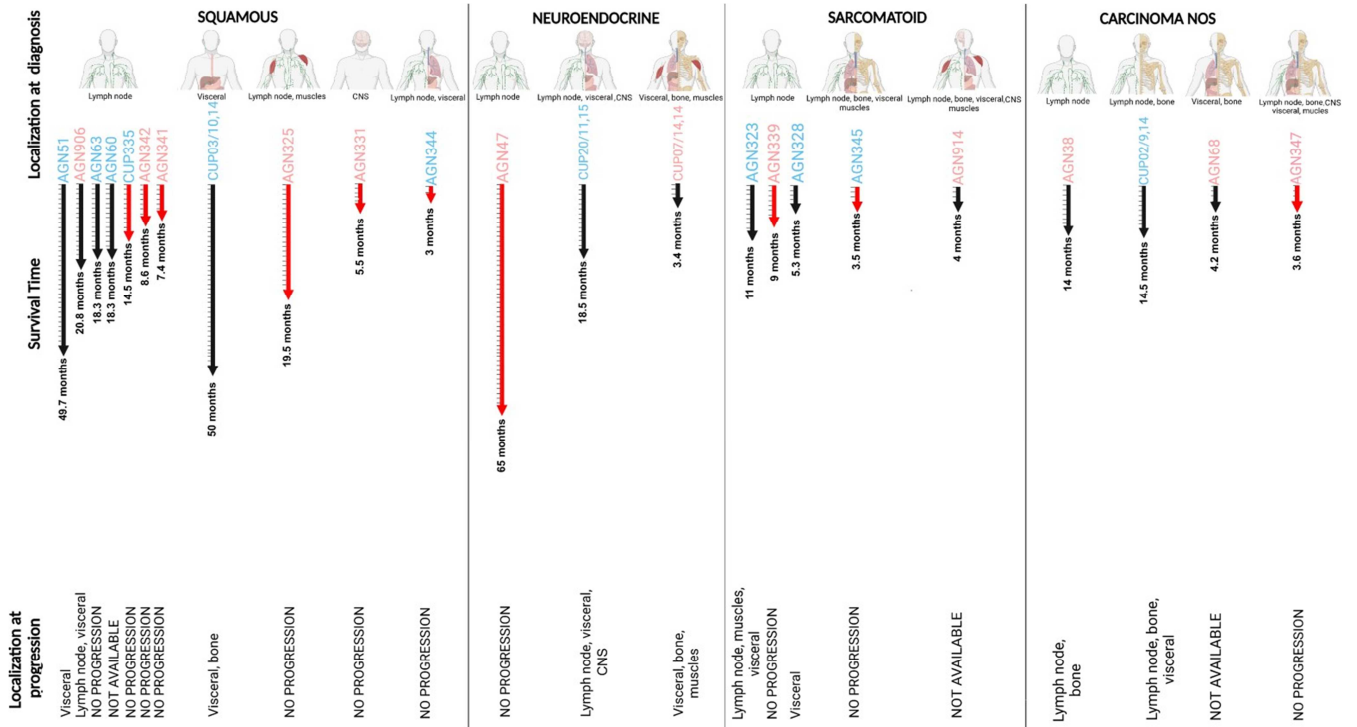 SQUAMOUS
NEUROENDOCRINE
SARCOMATOID
CARCINOMA NOS
Localization at diagnosis
Lymph node
Visceral
Lymph node, muscles
CNS
Lymph node, visceral
Lymph node
Lymph node, visceral,CNS
Visceral, bone, muscles
Lymph node
Lymph node, bone, visceral
muscles
Lymph node, bone, visceral,CNS
muscles
Lymph node
Lymph node, bone
Visceral, bone
Lymph node, bone,CNS
visceral, mucles
AGN51
AGN906
AGN63
AGN60
CUP335
AGN342
AGN341
CUP03/10,14
AGN325
AGN331
AGN344
AGN47
CUP20/11,15
CUP07/14,14
AGN323
AGN339
AGN328
AGN345
AGN914
AGN38
CUP02/9,14
AGN68
AGN347
Survival Time
49.7 months
20.8 months
18.3 months
18.3 months
14.5 months
8.6 months
7.4 months
50 months
19.5 months
5.5 months
3 months
65 months
18.5 months
3.4 months
11 months
9 months
5.3 months
3.5 months
4 months
14 months
14.5 months
4.2 months
3.6 months
Localization at
progression
Visceral
Lymph node, visceral
NO PROGRESSION
NOT AVAILABLE
NO PROGRESSION
NO PROGRESSION
NO PROGRESSION
Visceral, bone
NO PROGRESSION
NO PROGRESSION
NO PROGRESSION
NO PROGRESSION
Lymph node, visceral,
CNS
Visceral, bone,
muscles
Lymph node, muscles,
visceral
NO PROGRESSION
Visceral
NO PROGRESSION
NOT AVAILABLE
Lymph node,
bone
Lymph node, bone,
visceral
NOT AVAILABLE
NO PROGRESSION